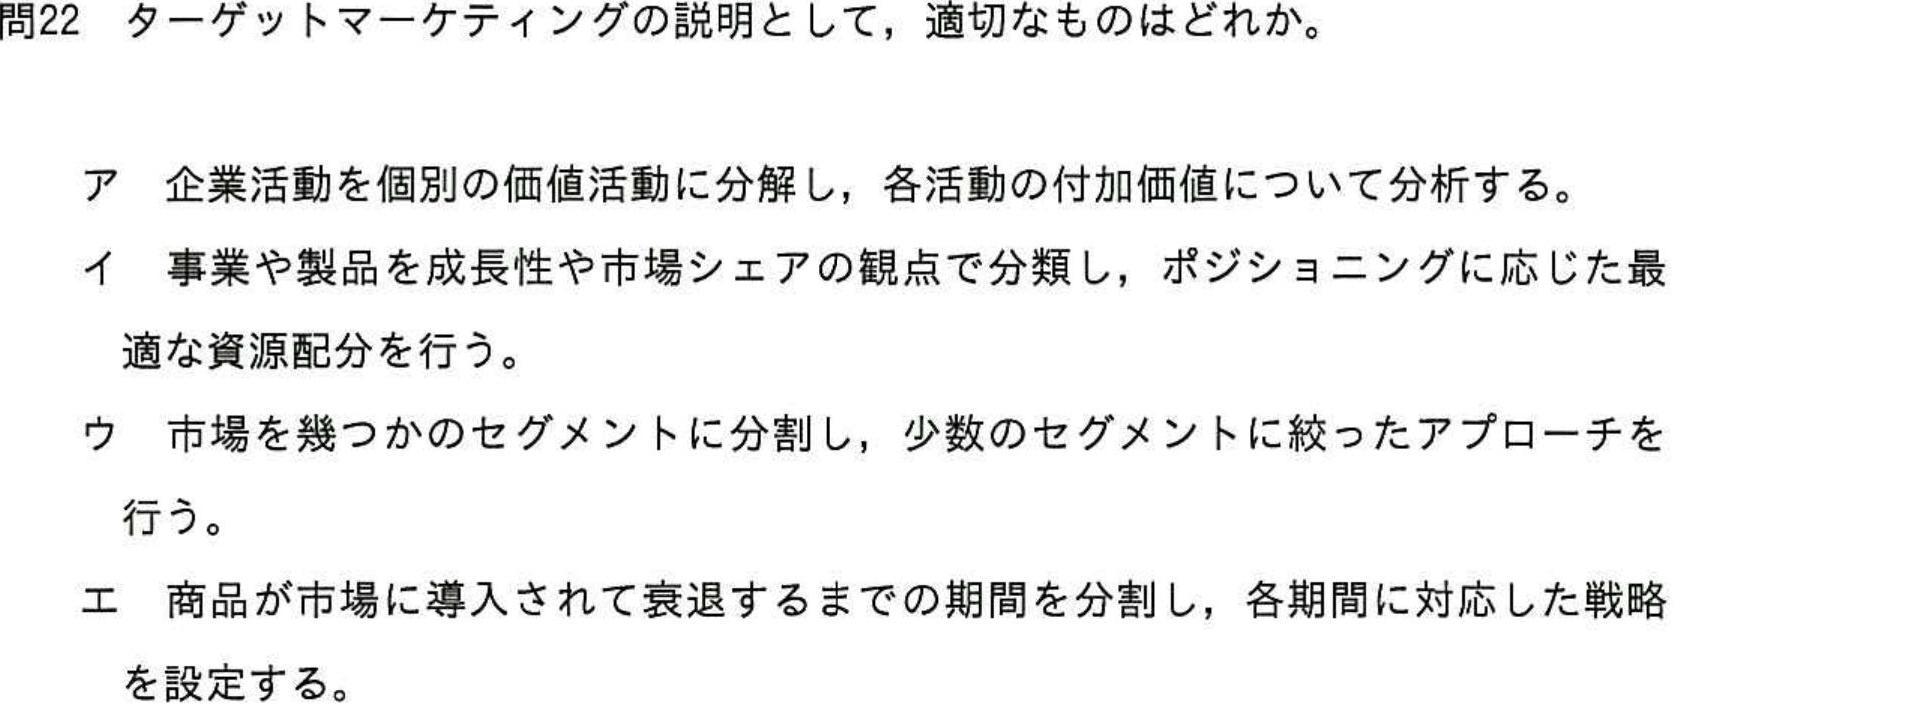 問22　ターゲットマーケティングの説明として，適切なものはどれか。
ア　企業活動を個別の価値活動に分解し，各活動の付加価値について分析する。
イ　事業や製品を成長性や市場シェアの観点で分類し，ポジショニングに応じた最
適な資源配分を行う。
ウ　市場を幾つかのセグメントに分割し，少数のセグメントに絞ったアプローチを
行う。
エ　商品が市場に導入されて衰退するまでの期間を分割し，各期間に対応した戦略
を設定する。